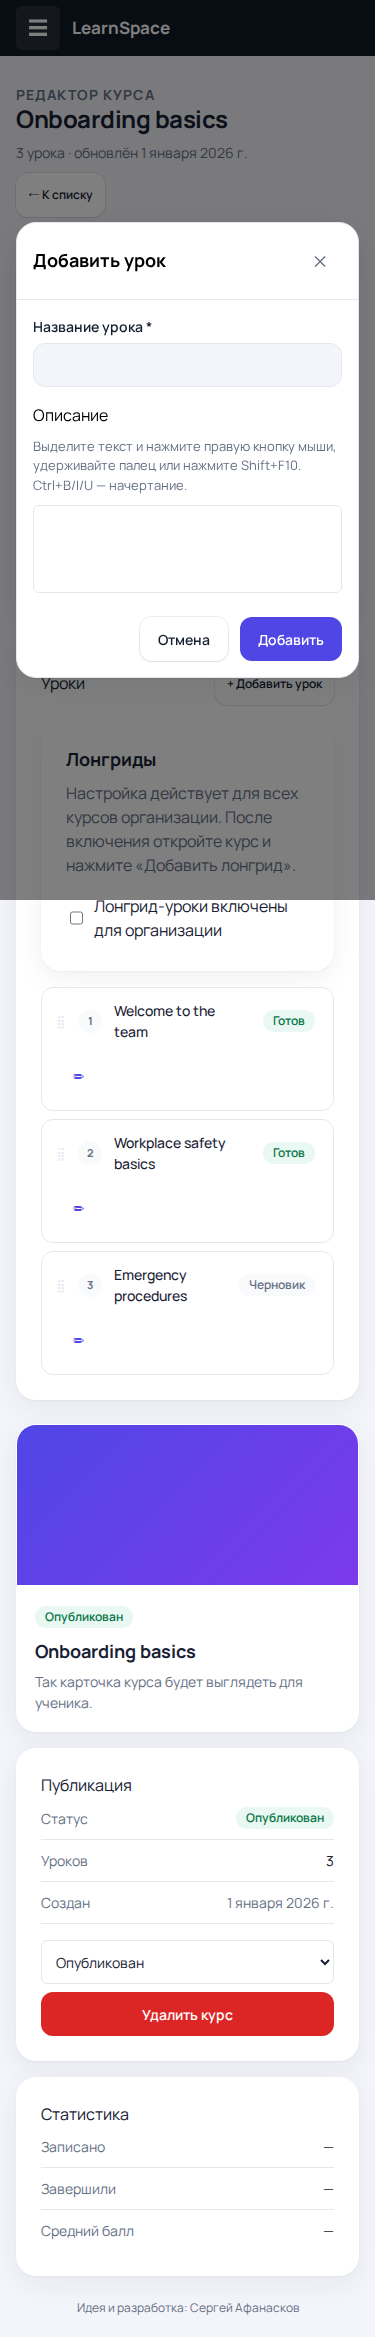 ☰ LearnSpace
РЕДАКТОР КУРСА
Onboarding basics
3 урока · обновлён 1 января 2026 г.
← К списку
Добавить урок
×
Название урока *
Описание
Выделите текст и нажмите правую кнопку мыши,
удерживайте палец или нажмите Shift+F10.
Ctrl+B/I/U — начертание.
Отмена
Добавить
Уроки
+ Добавить урок
Лонгриды
Настройка действует для всех
курсов организации. После
включения откройте курс и
нажмите «Добавить лонгрид».
Лонгрид-уроки включены
для организации
1
Welcome to the
team
Готов
✏
2
Workplace safety
basics
Готов
✏
3
Emergency
procedures
Черновик
✏
Опубликован
Onboarding basics
Так карточка курса будет выглядеть для
ученика.
Публикация
Статус
Опубликован
Уроков
3
Создан
1 января 2026 г.
Опубликован
Удалить курс
Статистика
Записано
—
Завершили
—
Средний балл
—
Идея и разработка: Сергей Афанасков